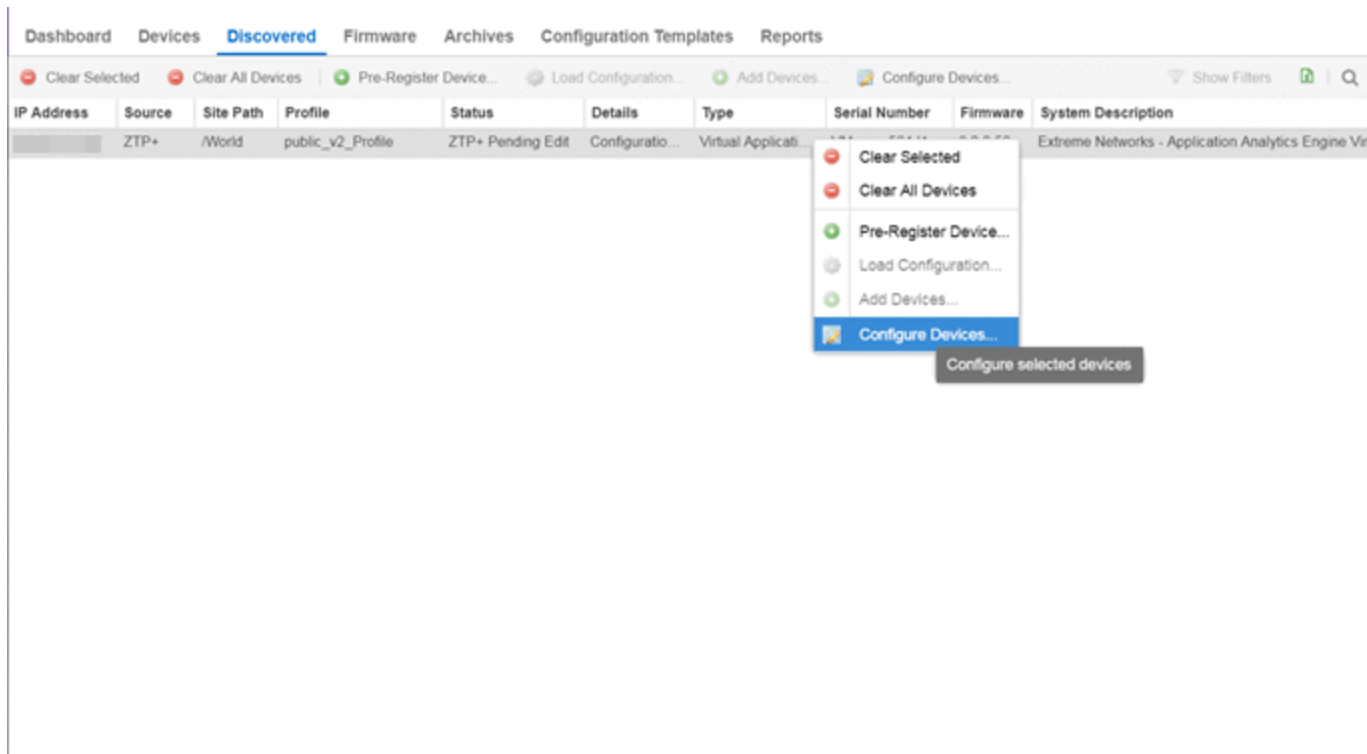 Dashboard Devices Discovered Firmware Archives Configuration Templates Reports
Clear Selected Clear All Devices Pre-Register Device... Load Configuration... Add Devices... Configure Devices... Show Filters
IP Address Source Site Path Profile Status Details Type Serial Number Firmware System Description
ZTP+ /World public_v2_Profile ZTP+ Pending Edit Configuratio... Virtual Applicati... Extreme Networks - Application Analytics Engine Vir
Clear Selected
Clear All Devices
Pre-Register Device...
Load Configuration...
Add Devices...
Configure Devices...
Configure selected devices